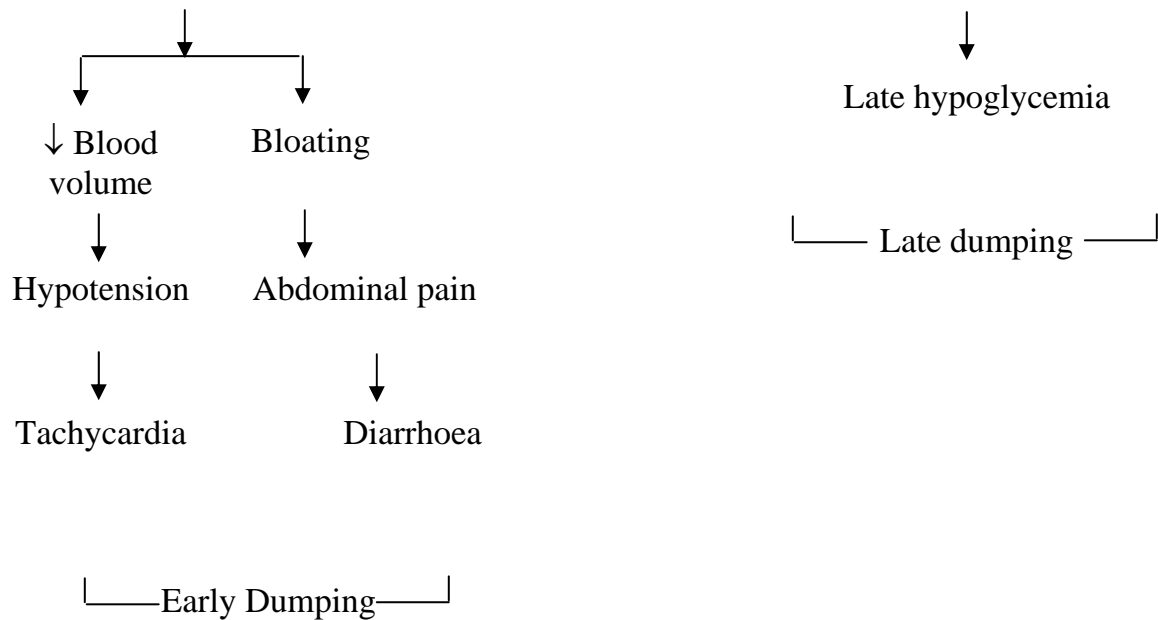 ↓ Blood
volume
Bloating
Late hypoglycemia
Hypotension
Abdominal pain
Late dumping
Tachycardia
Diarrhoea
Early Dumping